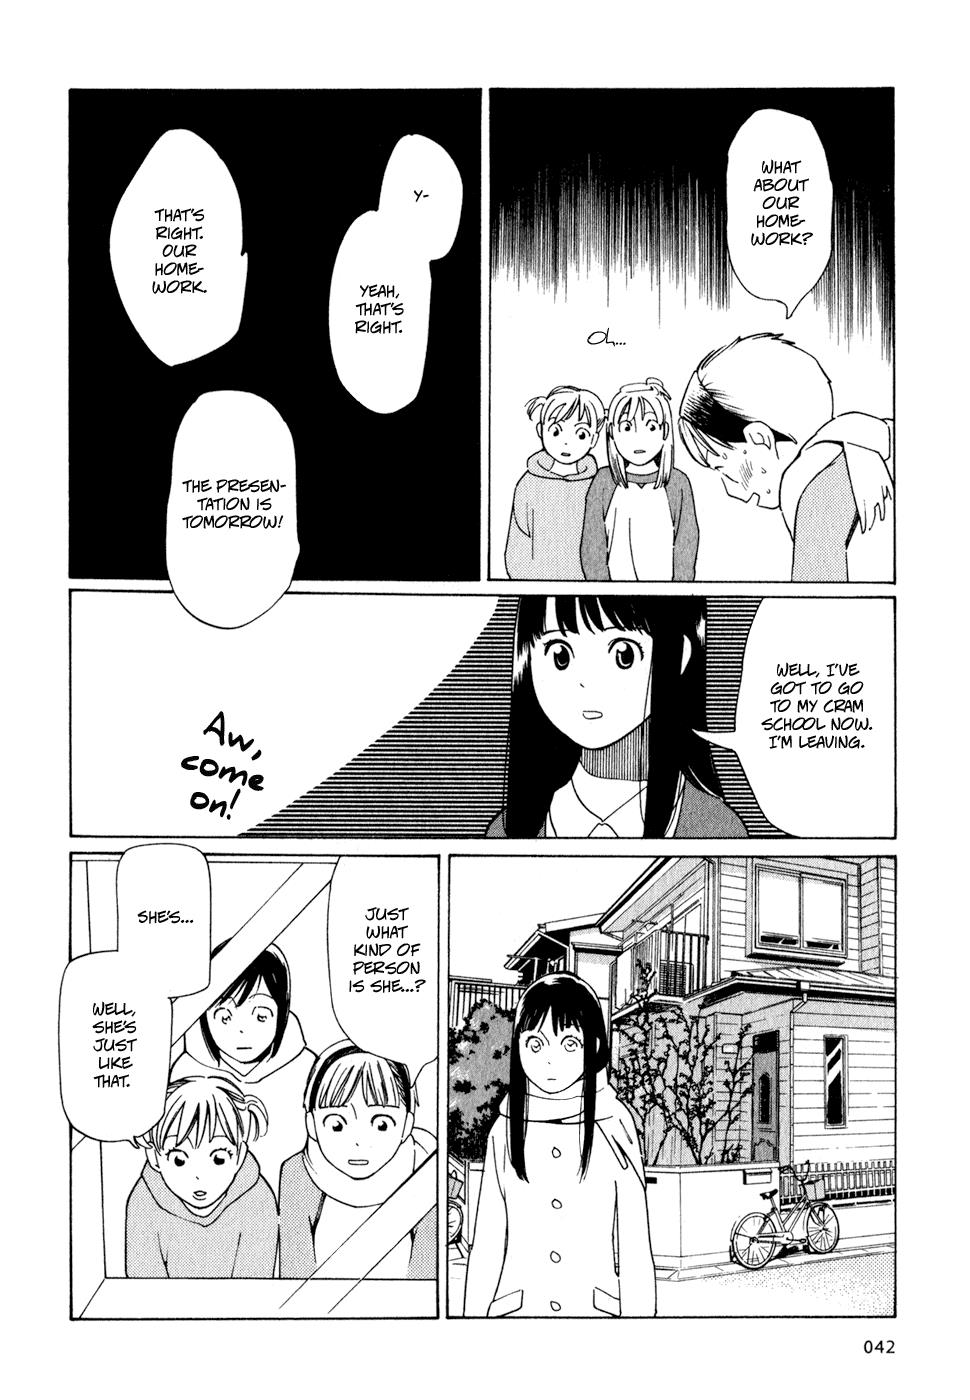 WHAT
ABOUT
OUR
HOME-
WORK?
Oh...
Y-
YEAH,
THAT'S
RIGHT.
THAT'S
RIGHT.
OUR
HOME-
WORK.
THE PRESEN-
TATION IS
TOMORROW!
WELL, I'VE
GOT TO GO
TO MY CRAM
SCHOOL NOW.
I'M LEAVING.
Aw,
come
on!
JUST
WHAT
KIND OF
PERSON
IS SHE...?
SHE'S...
WELL,
SHE'S
JUST
LIKE
THAT.
042